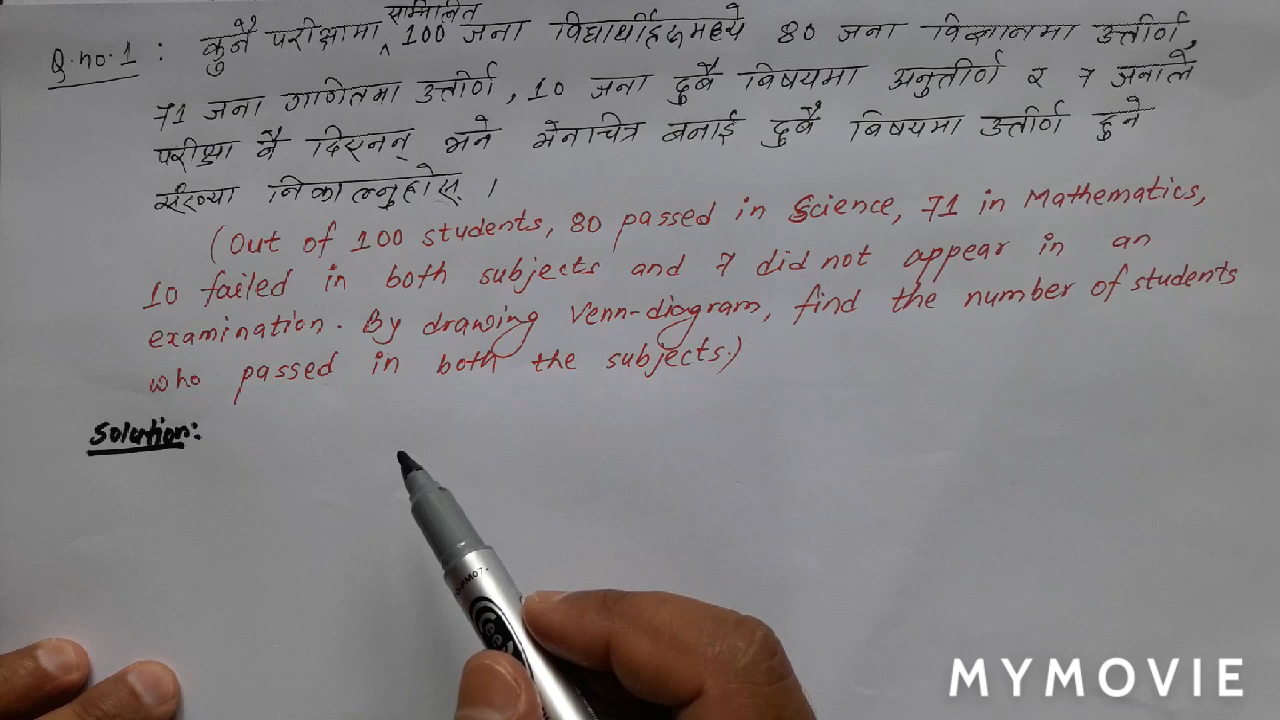 Q.no.1 : कुनै परीक्षामा सम्मिलित 100 जना विद्यार्थीहरूमध्ये 80 जना विज्ञानमा उत्तीर्ण,
71 जना गणितमा उत्तीर्ण, 10 जना दुबै विषयमा अनुतीर्ण र 7 जनाले
परीक्षा नै दिएनन् भने भेनाचित्र बनाई दुबै विषयमा उत्तीर्ण हुने
संख्या निकाल्नुहोस् ।
(Out of 100 students, 80 passed in Science, 71 in Mathematics,
10 failed in both subjects and 7 did not appear in an
examination. By drawing Venn-diagram, find the number of students
who passed in both the subjects.)
Solution:
MYMOVIE